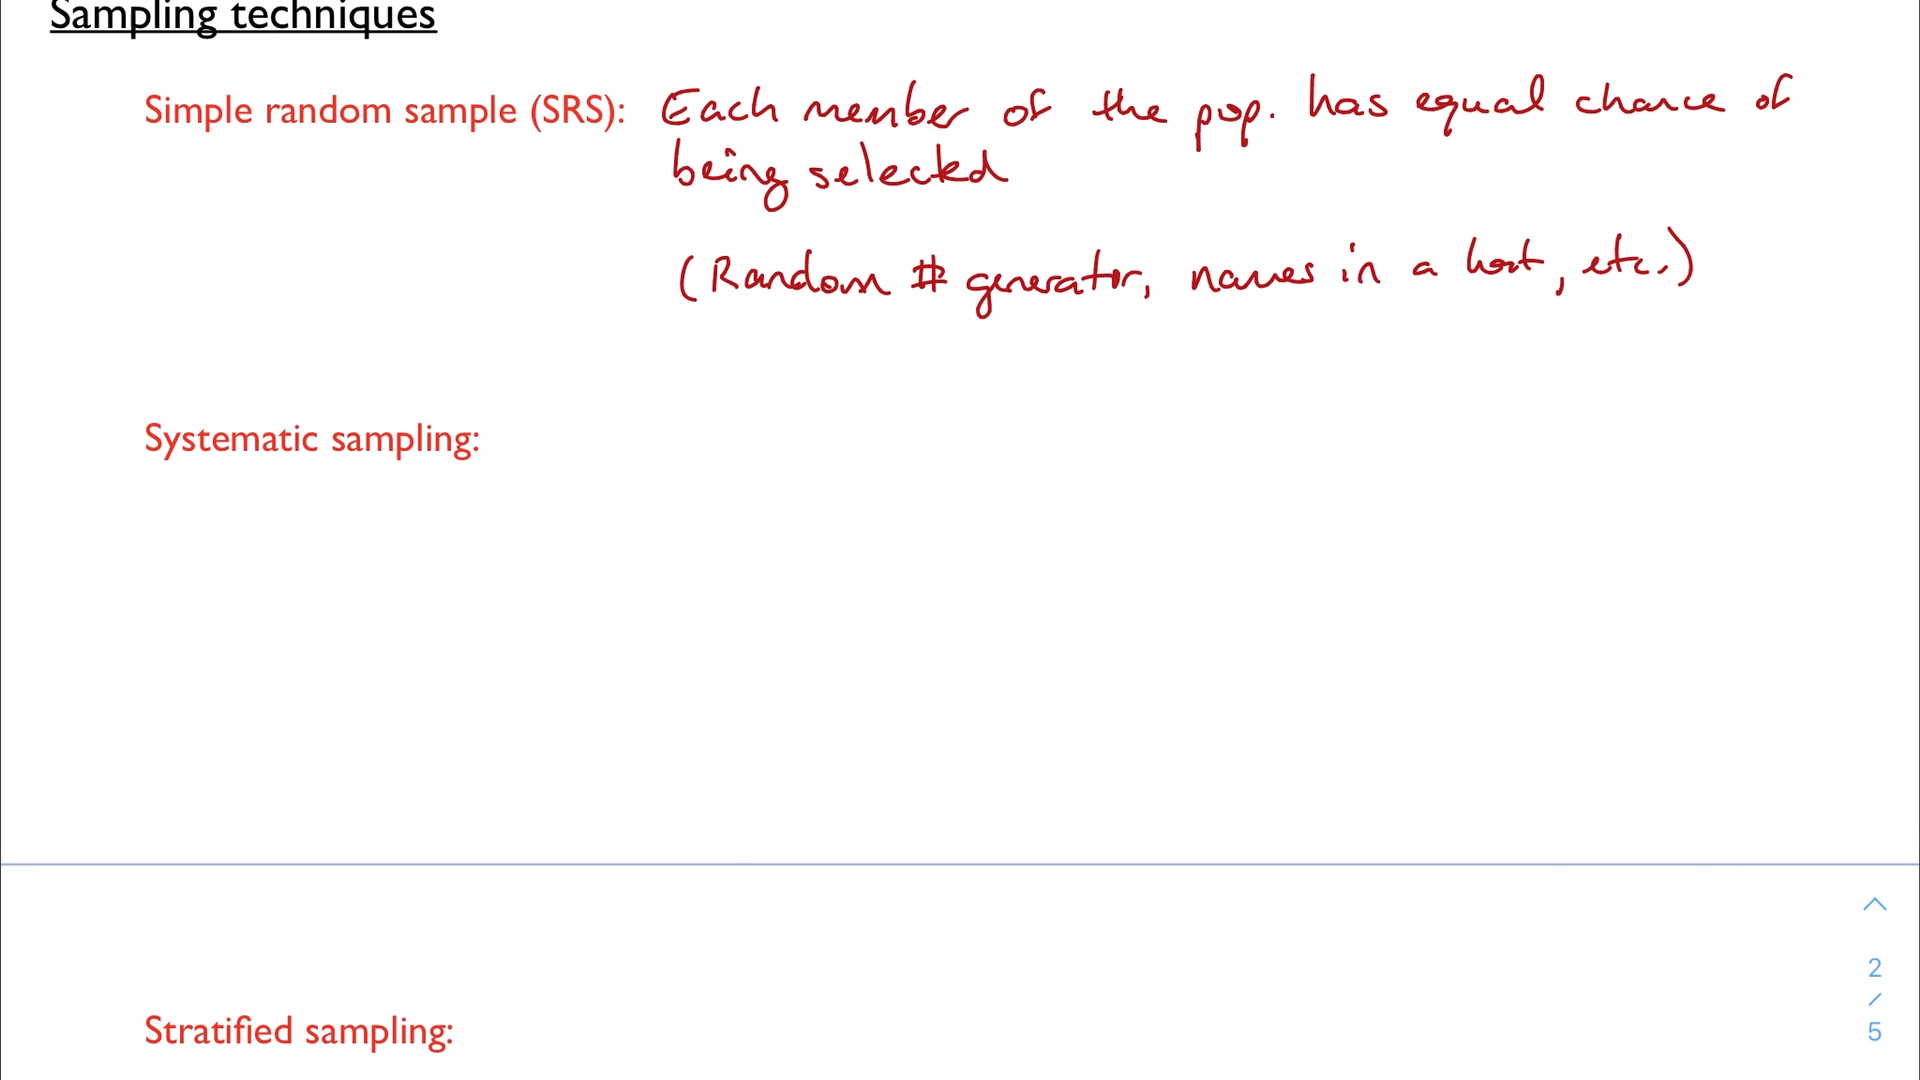 Sampling techniques
Simple random sample (SRS): Each member of the pop. has equal chance of
being selected
(Random # generator, names in a hat, etc.)
Systematic sampling:
2
/
5
Stratified sampling: